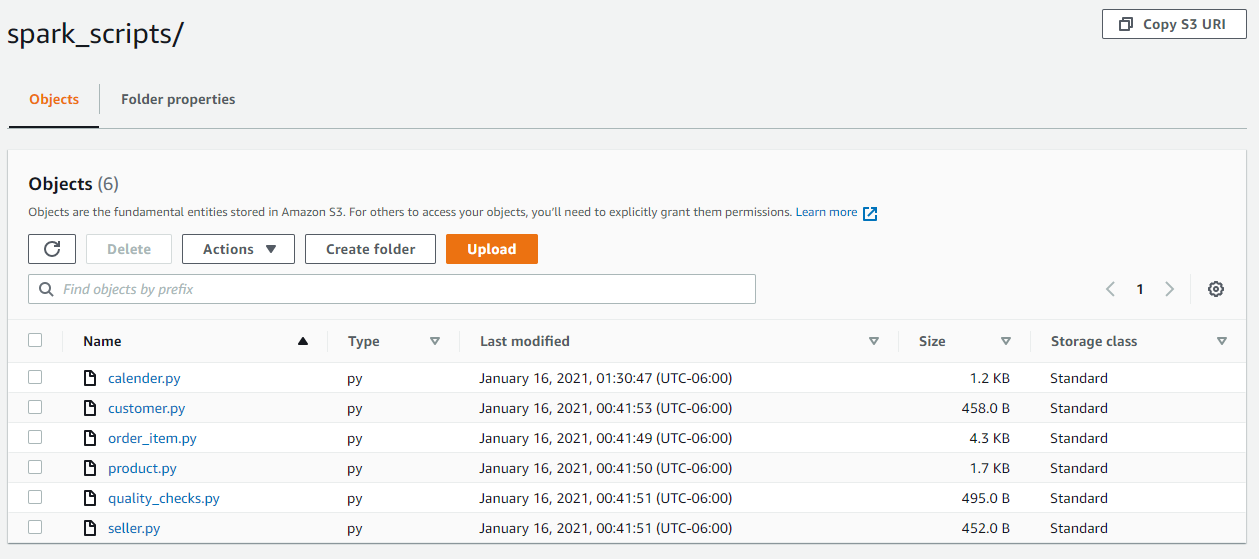 spark_scripts/
Copy S3 URI
Objects
Folder properties
Objects (6)
Objects are the fundamental entities stored in Amazon S3. For others to access your objects, you'll need to explicitly grant them permissions. Learn more
Delete Actions Create folder Upload
Find objects by prefix
1
Name Type Last modified Size Storage class
calender.py py January 16, 2021, 01:30:47 (UTC-06:00) 1.2 KB Standard
customer.py py January 16, 2021, 00:41:53 (UTC-06:00) 458.0 B Standard
order_item.py py January 16, 2021, 00:41:49 (UTC-06:00) 4.3 KB Standard
product.py py January 16, 2021, 00:41:50 (UTC-06:00) 1.7 KB Standard
quality_checks.py py January 16, 2021, 00:41:51 (UTC-06:00) 495.0 B Standard
seller.py py January 16, 2021, 00:41:51 (UTC-06:00) 452.0 B Standard